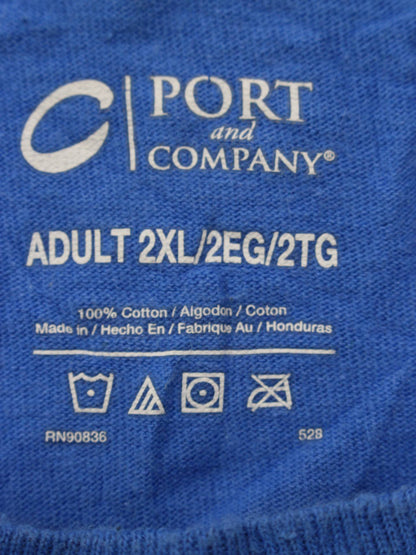 PORT
and
COMPANY®
ADULT 2XL/2EG/2TG
100% Cotton / Algodon / Coton
Made in / Hecho En / Fabrique Au / Honduras
RN90836 528